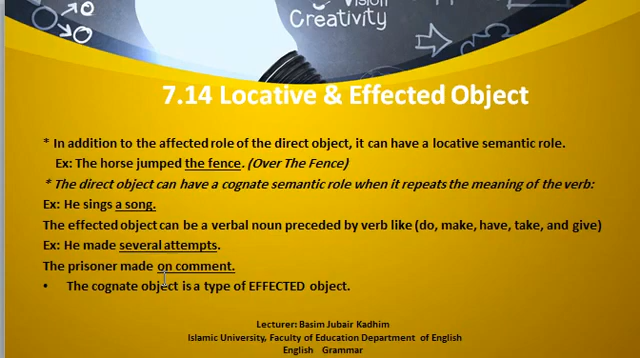 Vision
Creativity
7.14 Locative & Effected Object
* In addition to the affected role of the direct object, it can have a locative semantic role.
Ex: The horse jumped the fence. (Over The Fence)
* The direct object can have a cognate semantic role when it repeats the meaning of the verb:
Ex: He sings a song.
The effected object can be a verbal noun preceded by verb like (do, make, have, take, and give)
Ex: He made several attempts.
The prisoner made on comment.
• The cognate object is a type of EFFECTED object.
Lecturer: Basim Jubair Kadhim
Islamic University, Faculty of Education Department of English
English Grammar